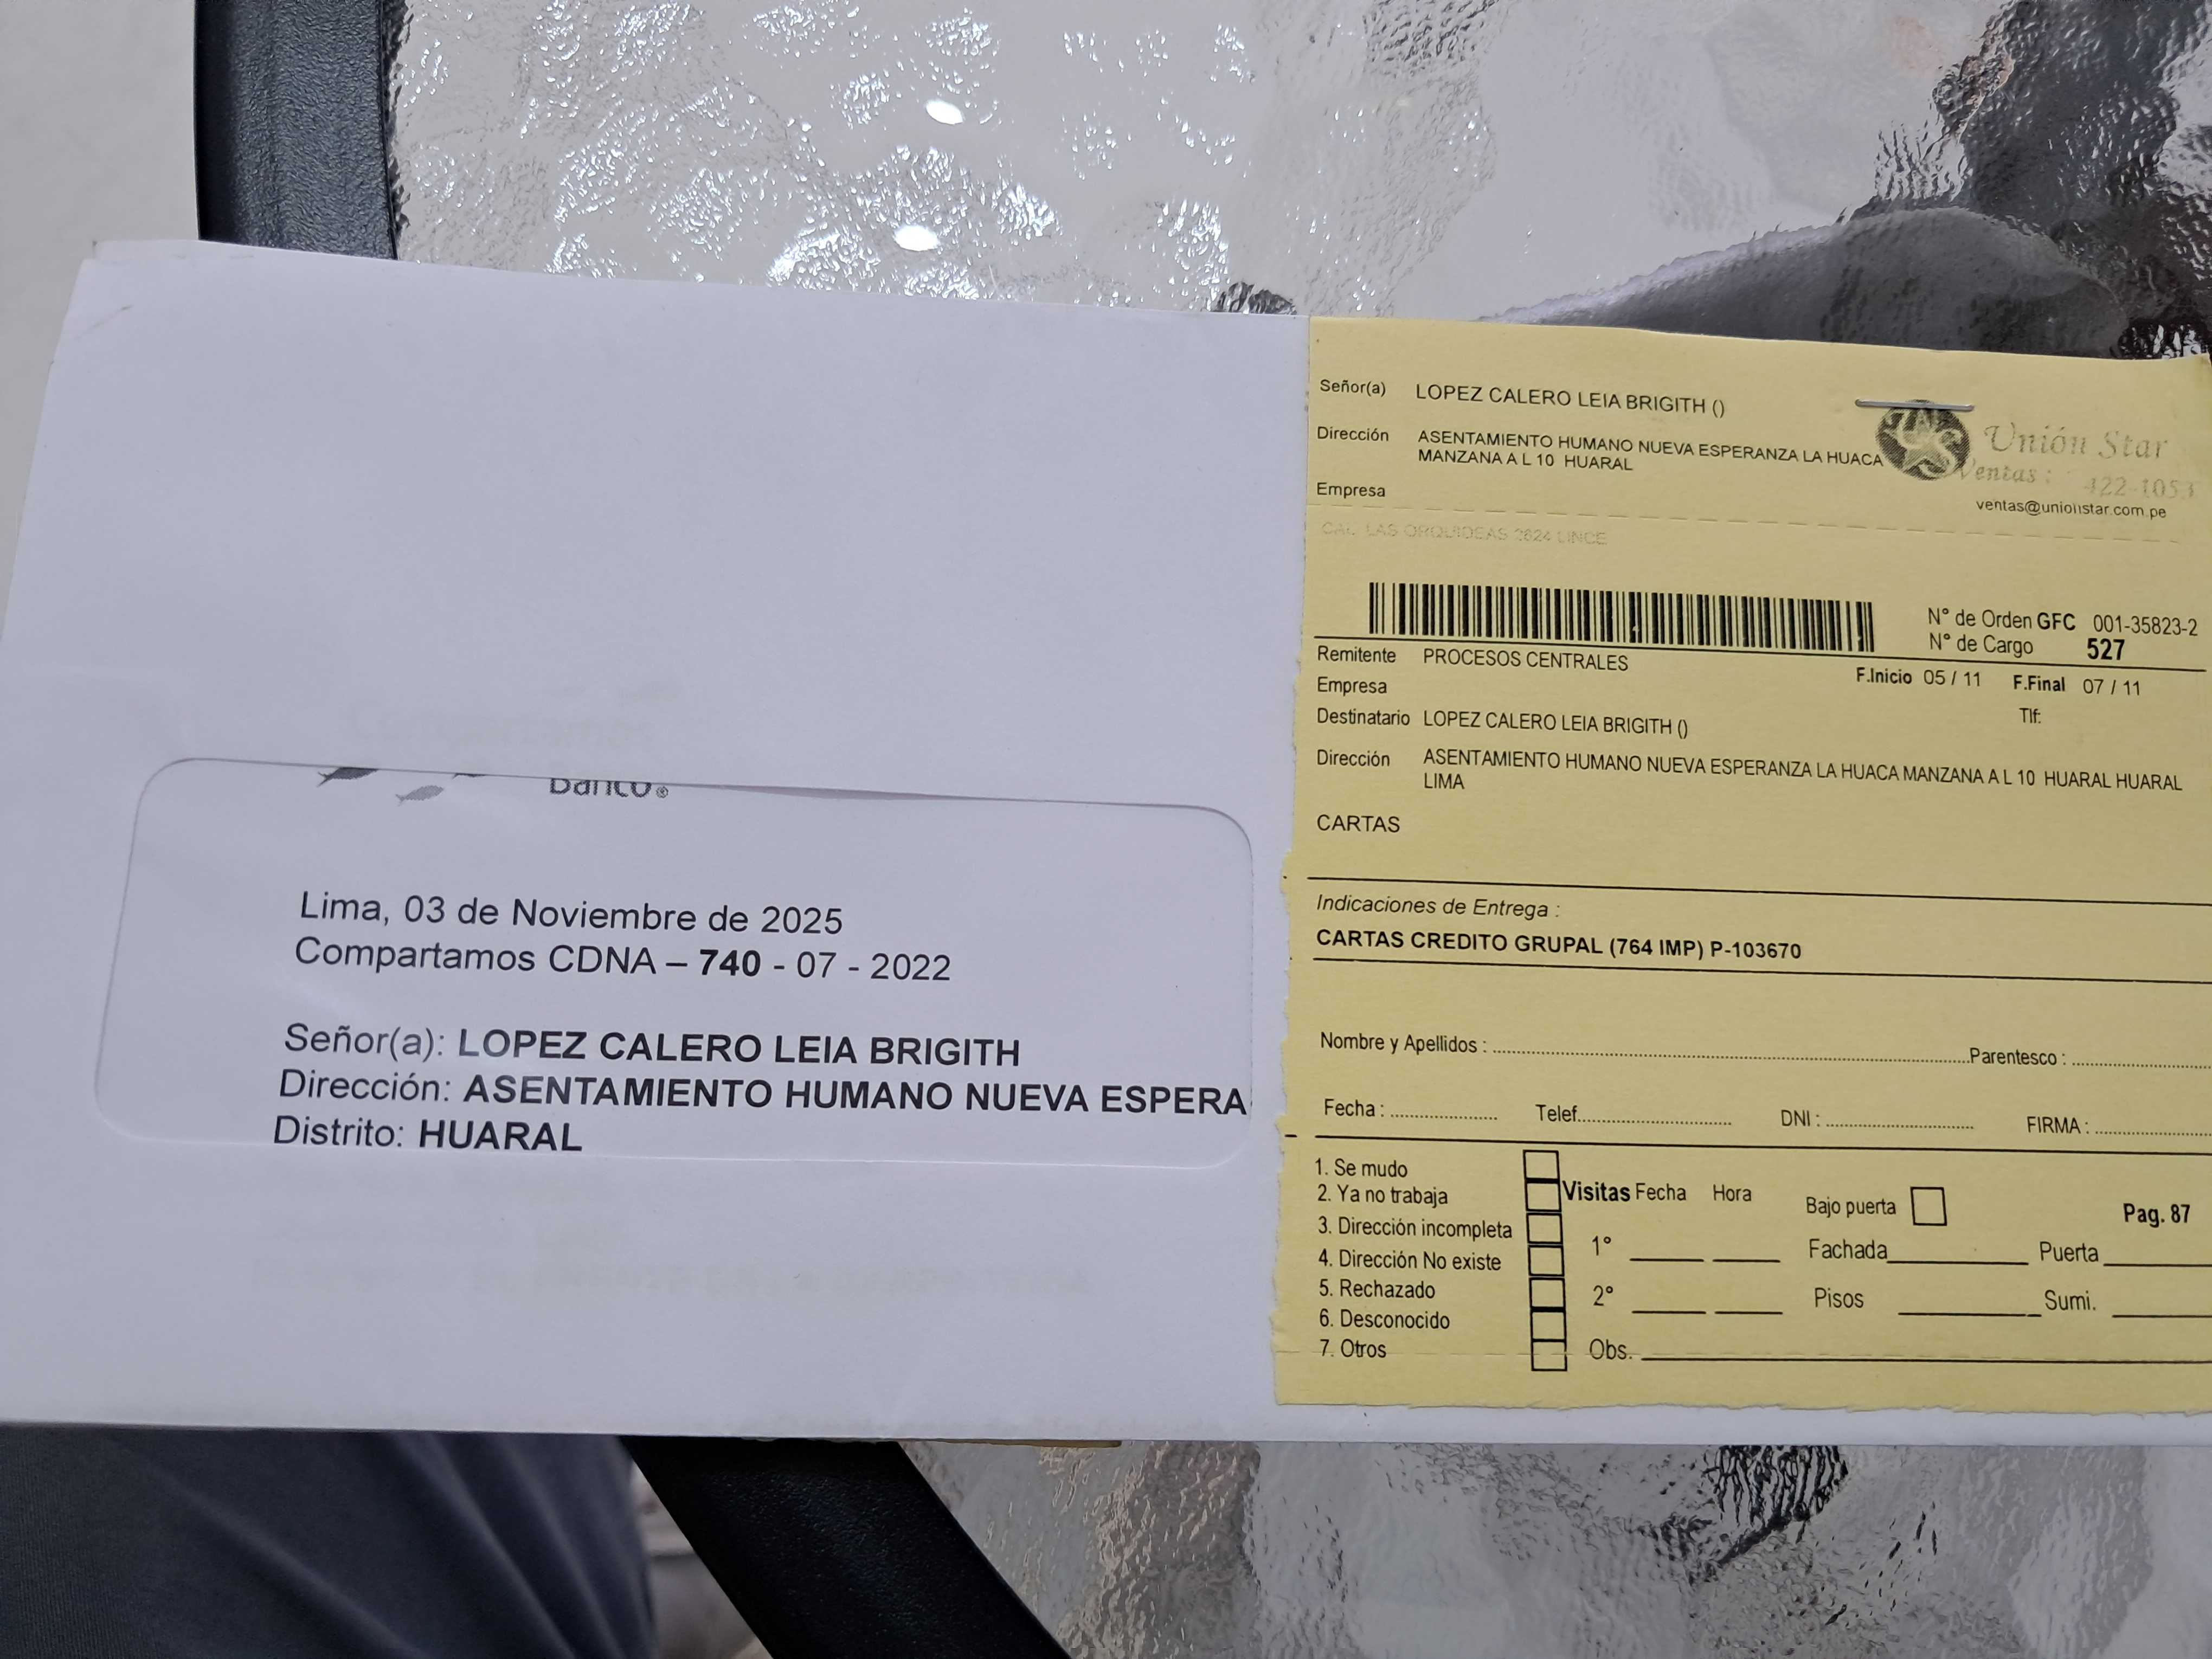 Banco®
Lima, 03 de Noviembre de 2025
Compartamos CDNA – 740 - 07 - 2022
Señor(a): LOPEZ CALERO LEIA BRIGITH
Dirección: ASENTAMIENTO HUMANO NUEVA ESPERA
Distrito: HUARAL
Señor(a) LOPEZ CALERO LEIA BRIGITH ()
Dirección ASENTAMIENTO HUMANO NUEVA ESPERANZA LA HUACA
MANZANA A L 10 HUARAL
Empresa
Unión Star
Ventas: 422-1053
ventas@unionstar.com.pe
CAL. LAS ORQUIDEAS 2624 LINCE
N° de Orden GFC 001-35823-2
N° de Cargo 527
Remitente PROCESOS CENTRALES
F.Inicio 05 / 11 F.Final 07 / 11
Empresa
Destinatario LOPEZ CALERO LEIA BRIGITH ()
Tlf:
Dirección ASENTAMIENTO HUMANO NUEVA ESPERANZA LA HUACA MANZANA A L 10 HUARAL HUARAL
LIMA
CARTAS
Indicaciones de Entrega :
CARTAS CREDITO GRUPAL (764 IMP) P-103670
Nombre y Apellidos : Parentesco :
Fecha : Telef. DNI : FIRMA :
1. Se mudo
2. Ya no trabaja
3. Dirección incompleta
4. Dirección No existe
5. Rechazado
6. Desconocido
7. Otros
Visitas Fecha Hora
1°
2°
Obs.
Bajo puerta
Pag. 87
Fachada Puerta
Pisos Sumi.